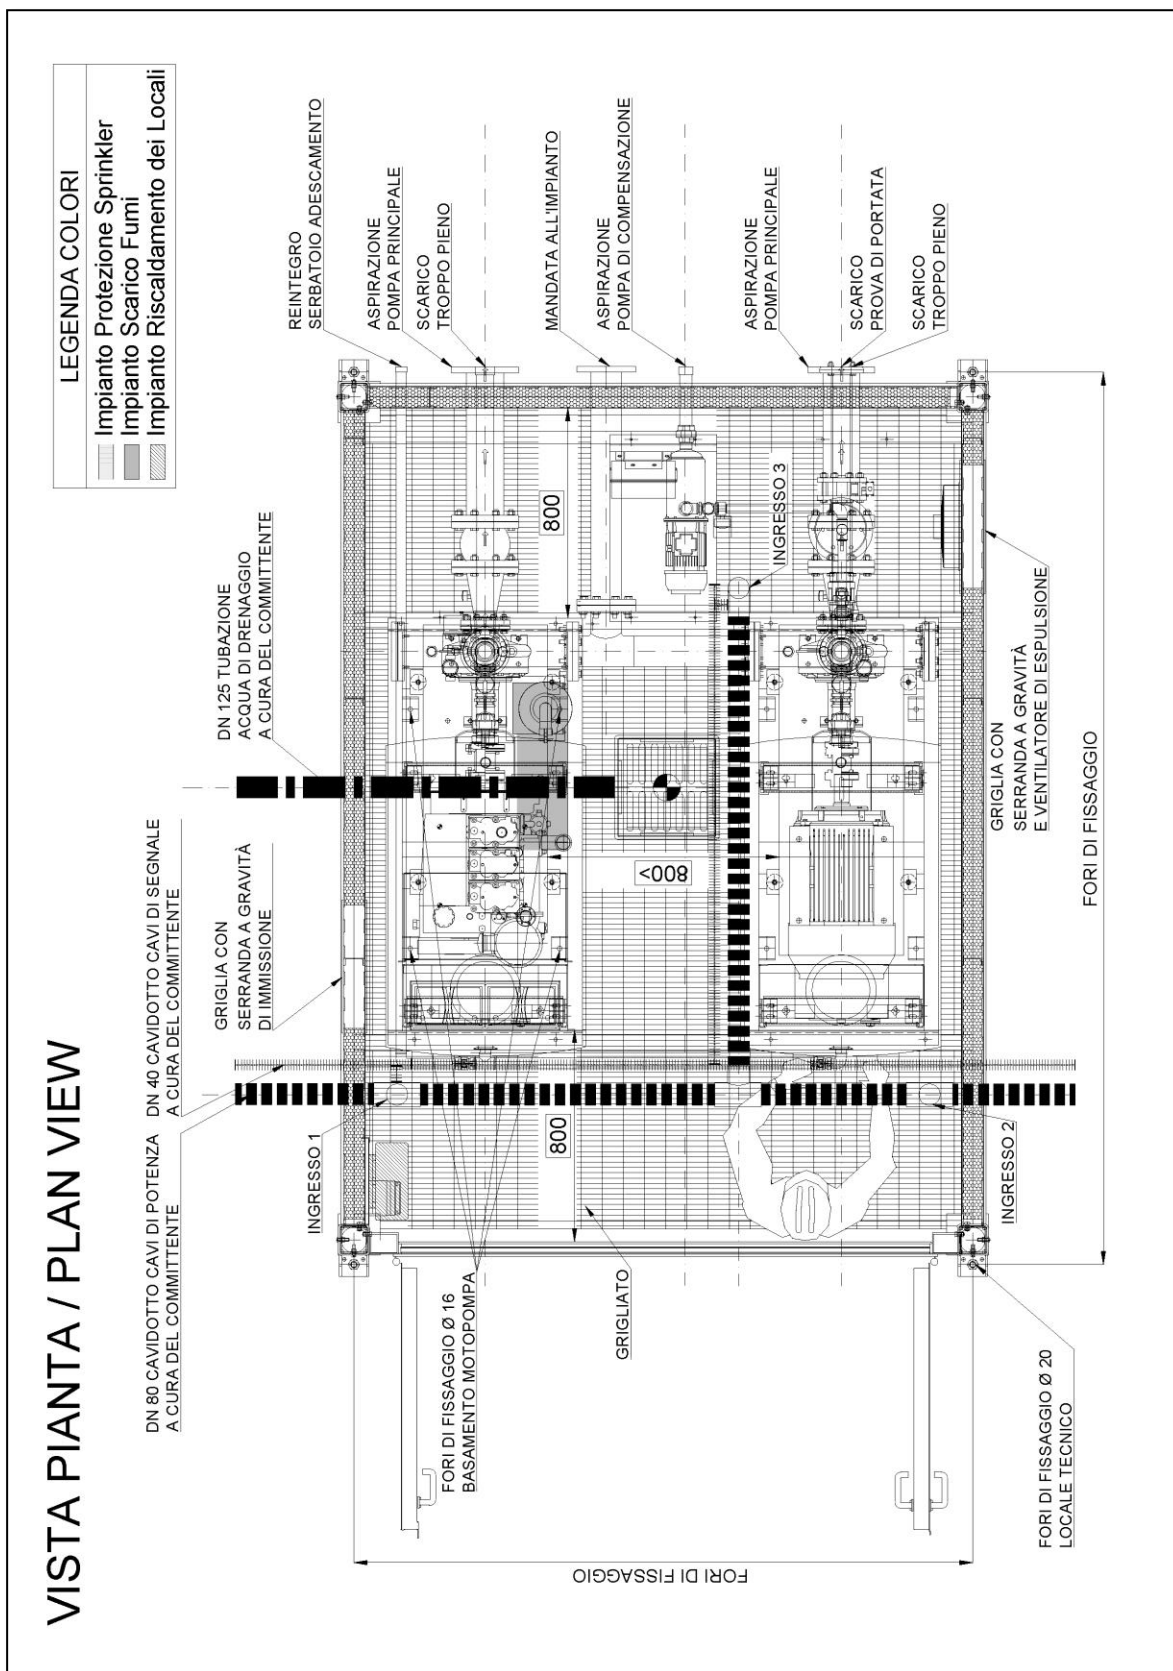 VISTA PIANTA / PLAN VIEW
LEGENDA COLORI
Impianto Protezione Sprinkler
Impianto Scarico Fumi
Impianto Riscaldamento dei Locali
DN 80 CAVIDOTTO CAVI DI POTENZA
A CURA DEL COMMITTENTE
DN 40 CAVIDOTTO CAVI DI SEGNALE
A CURA DEL COMMITTENTE
GRIGLIA CON
SERRANDA A GRAVITÀ
DI IMMISSIONE
DN 125 TUBAZIONE
ACQUA DI DRENAGGIO
A CURA DEL COMMITTENTE
REINTEGRO
SERBATOIO ADESCAMENTO
ASPIRAZIONE
POMPA PRINCIPALE
SCARICO
TROPPO PIENO
MANDATA ALL'IMPIANTO
ASPIRAZIONE
POMPA DI COMPENSAZIONE
ASPIRAZIONE
POMPA PRINCIPALE
SCARICO
PROVA DI PORTATA
SCARICO
TROPPO PIENO
INGRESSO 1
800
800
800>
INGRESSO 3
INGRESSO 2
FORI DI FISSAGGIO Ø 16
BASAMENTO MOTOPOMPA
GRIGLIATO
GRIGLIA CON
SERRANDA A GRAVITÀ
E VENTILATORE DI ESPULSIONE
FORI DI FISSAGGIO
FORI DI FISSAGGIO
FORI DI FISSAGGIO Ø 20
LOCALE TECNICO